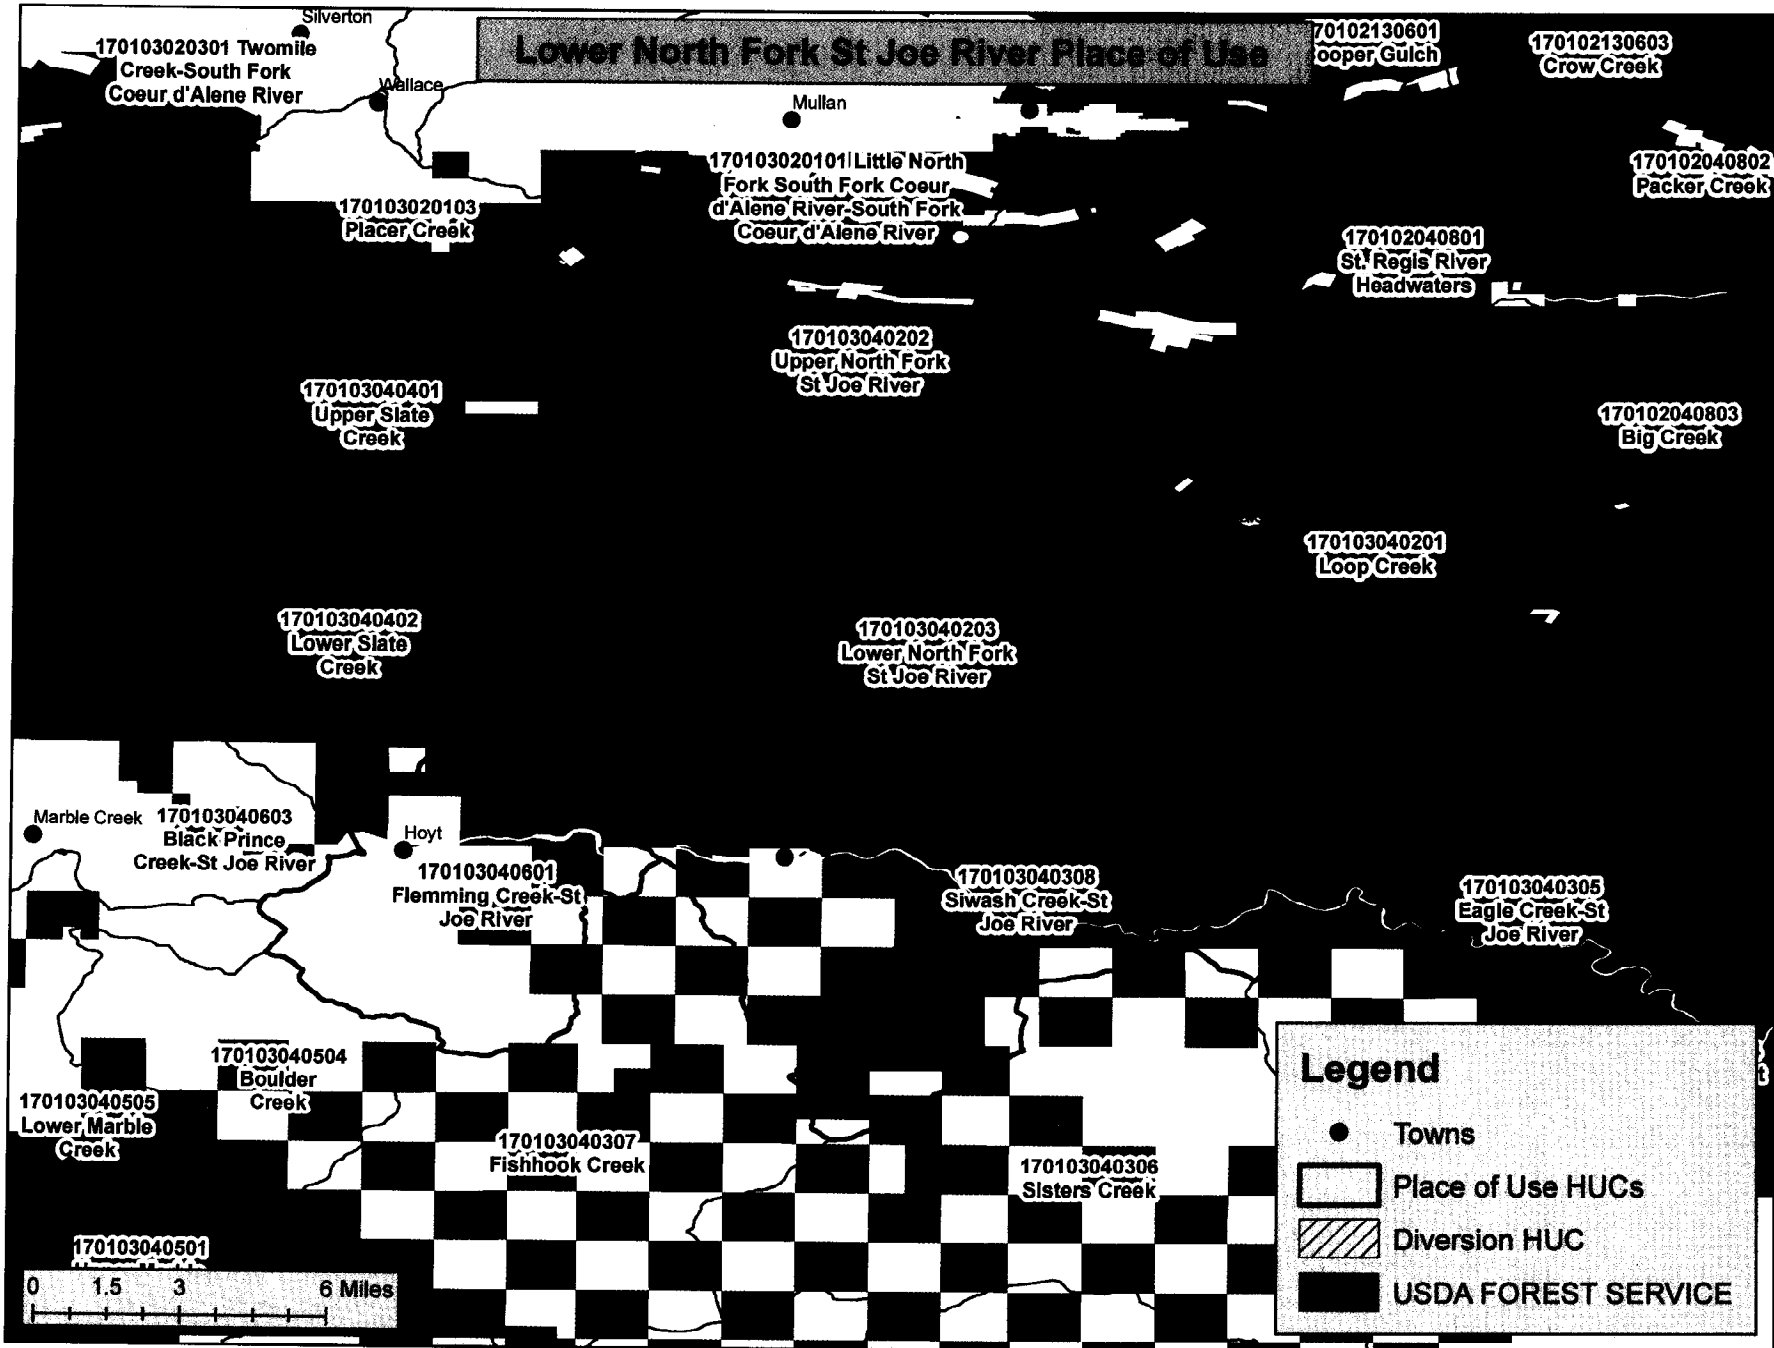 Lower North Fork St Joe River Place of Use
Silverton
170103020301 Twomile
Creek-South Fork
Coeur d'Alene River
Wallace
Mullan
ooper Gulch
170102130603
Crow Creek
170102040802
Packer Creek
170103020101 Little North
Fork South Fork Coeur
d'Alene River-South Fork
Coeur d'Alene River
170103020103
Placer Creek
170102040801
St. Regis River
Headwaters
170103040202
Upper North Fork
St Joe River
170103040401
Upper Slate
Creek
170102040803
Big Creek
170103040201
Loop Creek
170103040402
Lower Slate
Creek
170103040203
Lower North Fork
St Joe River
Marble Creek
170103040603
Black Prince
Creek-St Joe River
Hoyt
170103040601
Flemming Creek-St
Joe River
170103040308
Siwash Creek-St
Joe River
170103040305
Eagle Creek-St
Joe River
170103040504
Boulder
Creek
170103040505
Lower Marble
Creek
170103040307
Fishhook Creek
170103040306
Sisters Creek
170103040501
0 1.5 3 6 Miles
Legend
Towns
Place of Use HUCs
Diversion HUC
USDA FOREST SERVICE